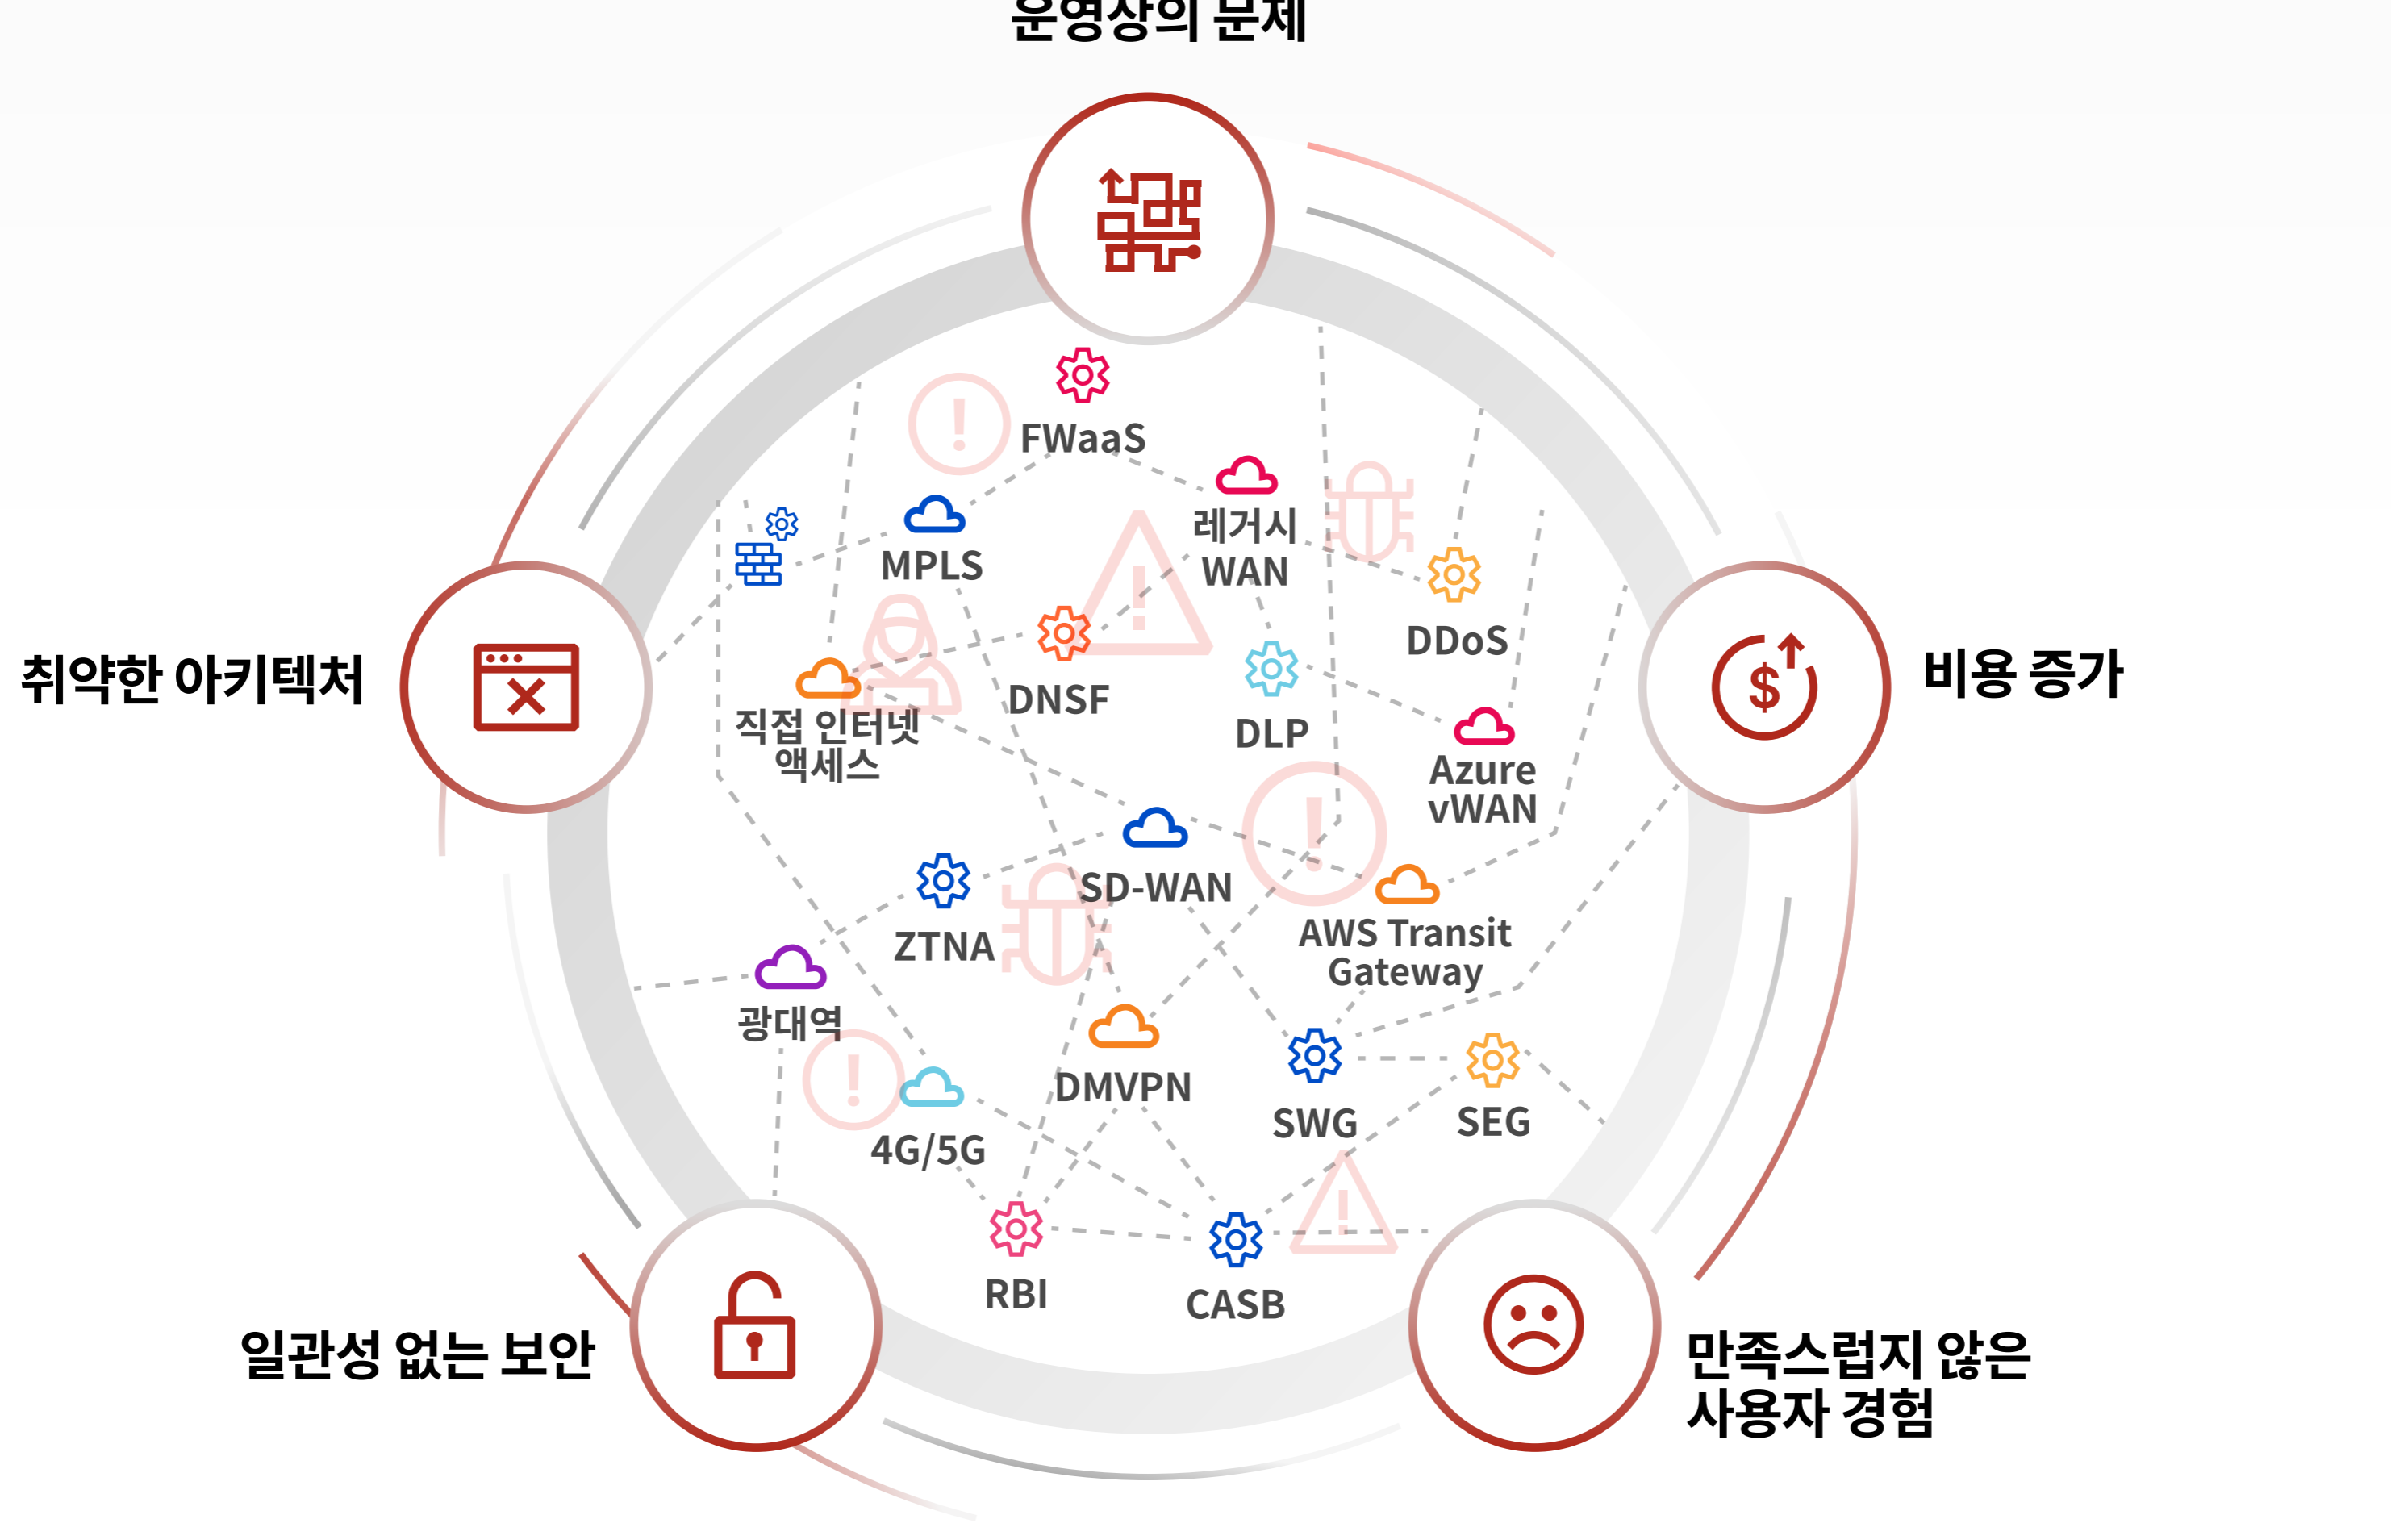 운영상의 문제
FWaaS
레거시
WAN
MPLS
DDoS
취약한 아키텍처
비용 증가
DNSF
직접 인터넷
액세스
DLP
Azure
vWAN
SD-WAN
ZTNA
AWS Transit
Gateway
광대역
DMVPN
SWG
SEG
4G/5G
RBI
CASB
일관성 없는 보안
만족스럽지 않은
사용자 경험